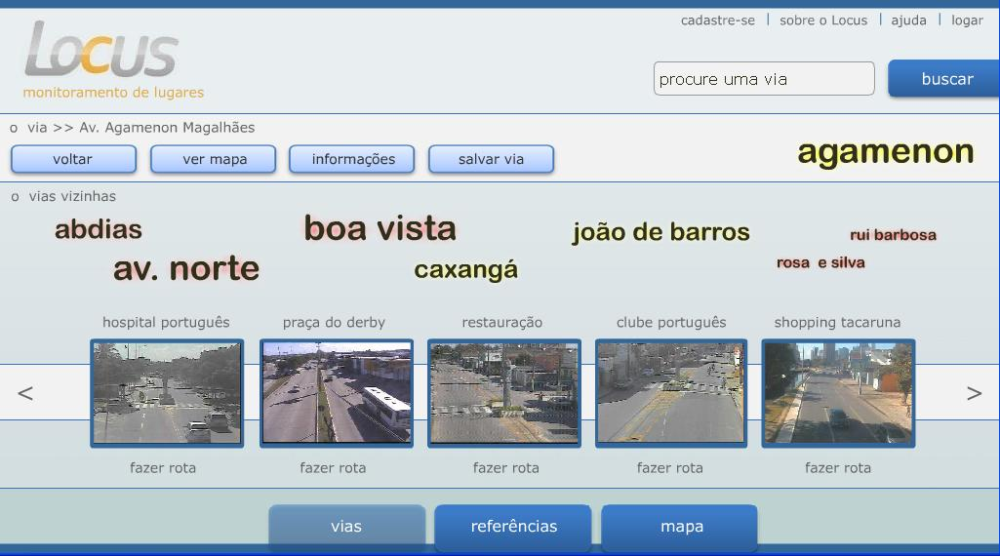 cadastre-se | sobre o Locus | ajuda | logar
Locus
monitoramento de lugares
procure uma via
buscar
o via >> Av. Agamenon Magalhães
voltar ver mapa informações salvar via
agamenon
o vias vizinhas
abdias boa vista joão de barros rui barbosa
av. norte caxangá rosa e silva
hospital português praça do derby restauração clube português shopping tacaruna
< >
fazer rota fazer rota fazer rota fazer rota fazer rota
vias referências mapa